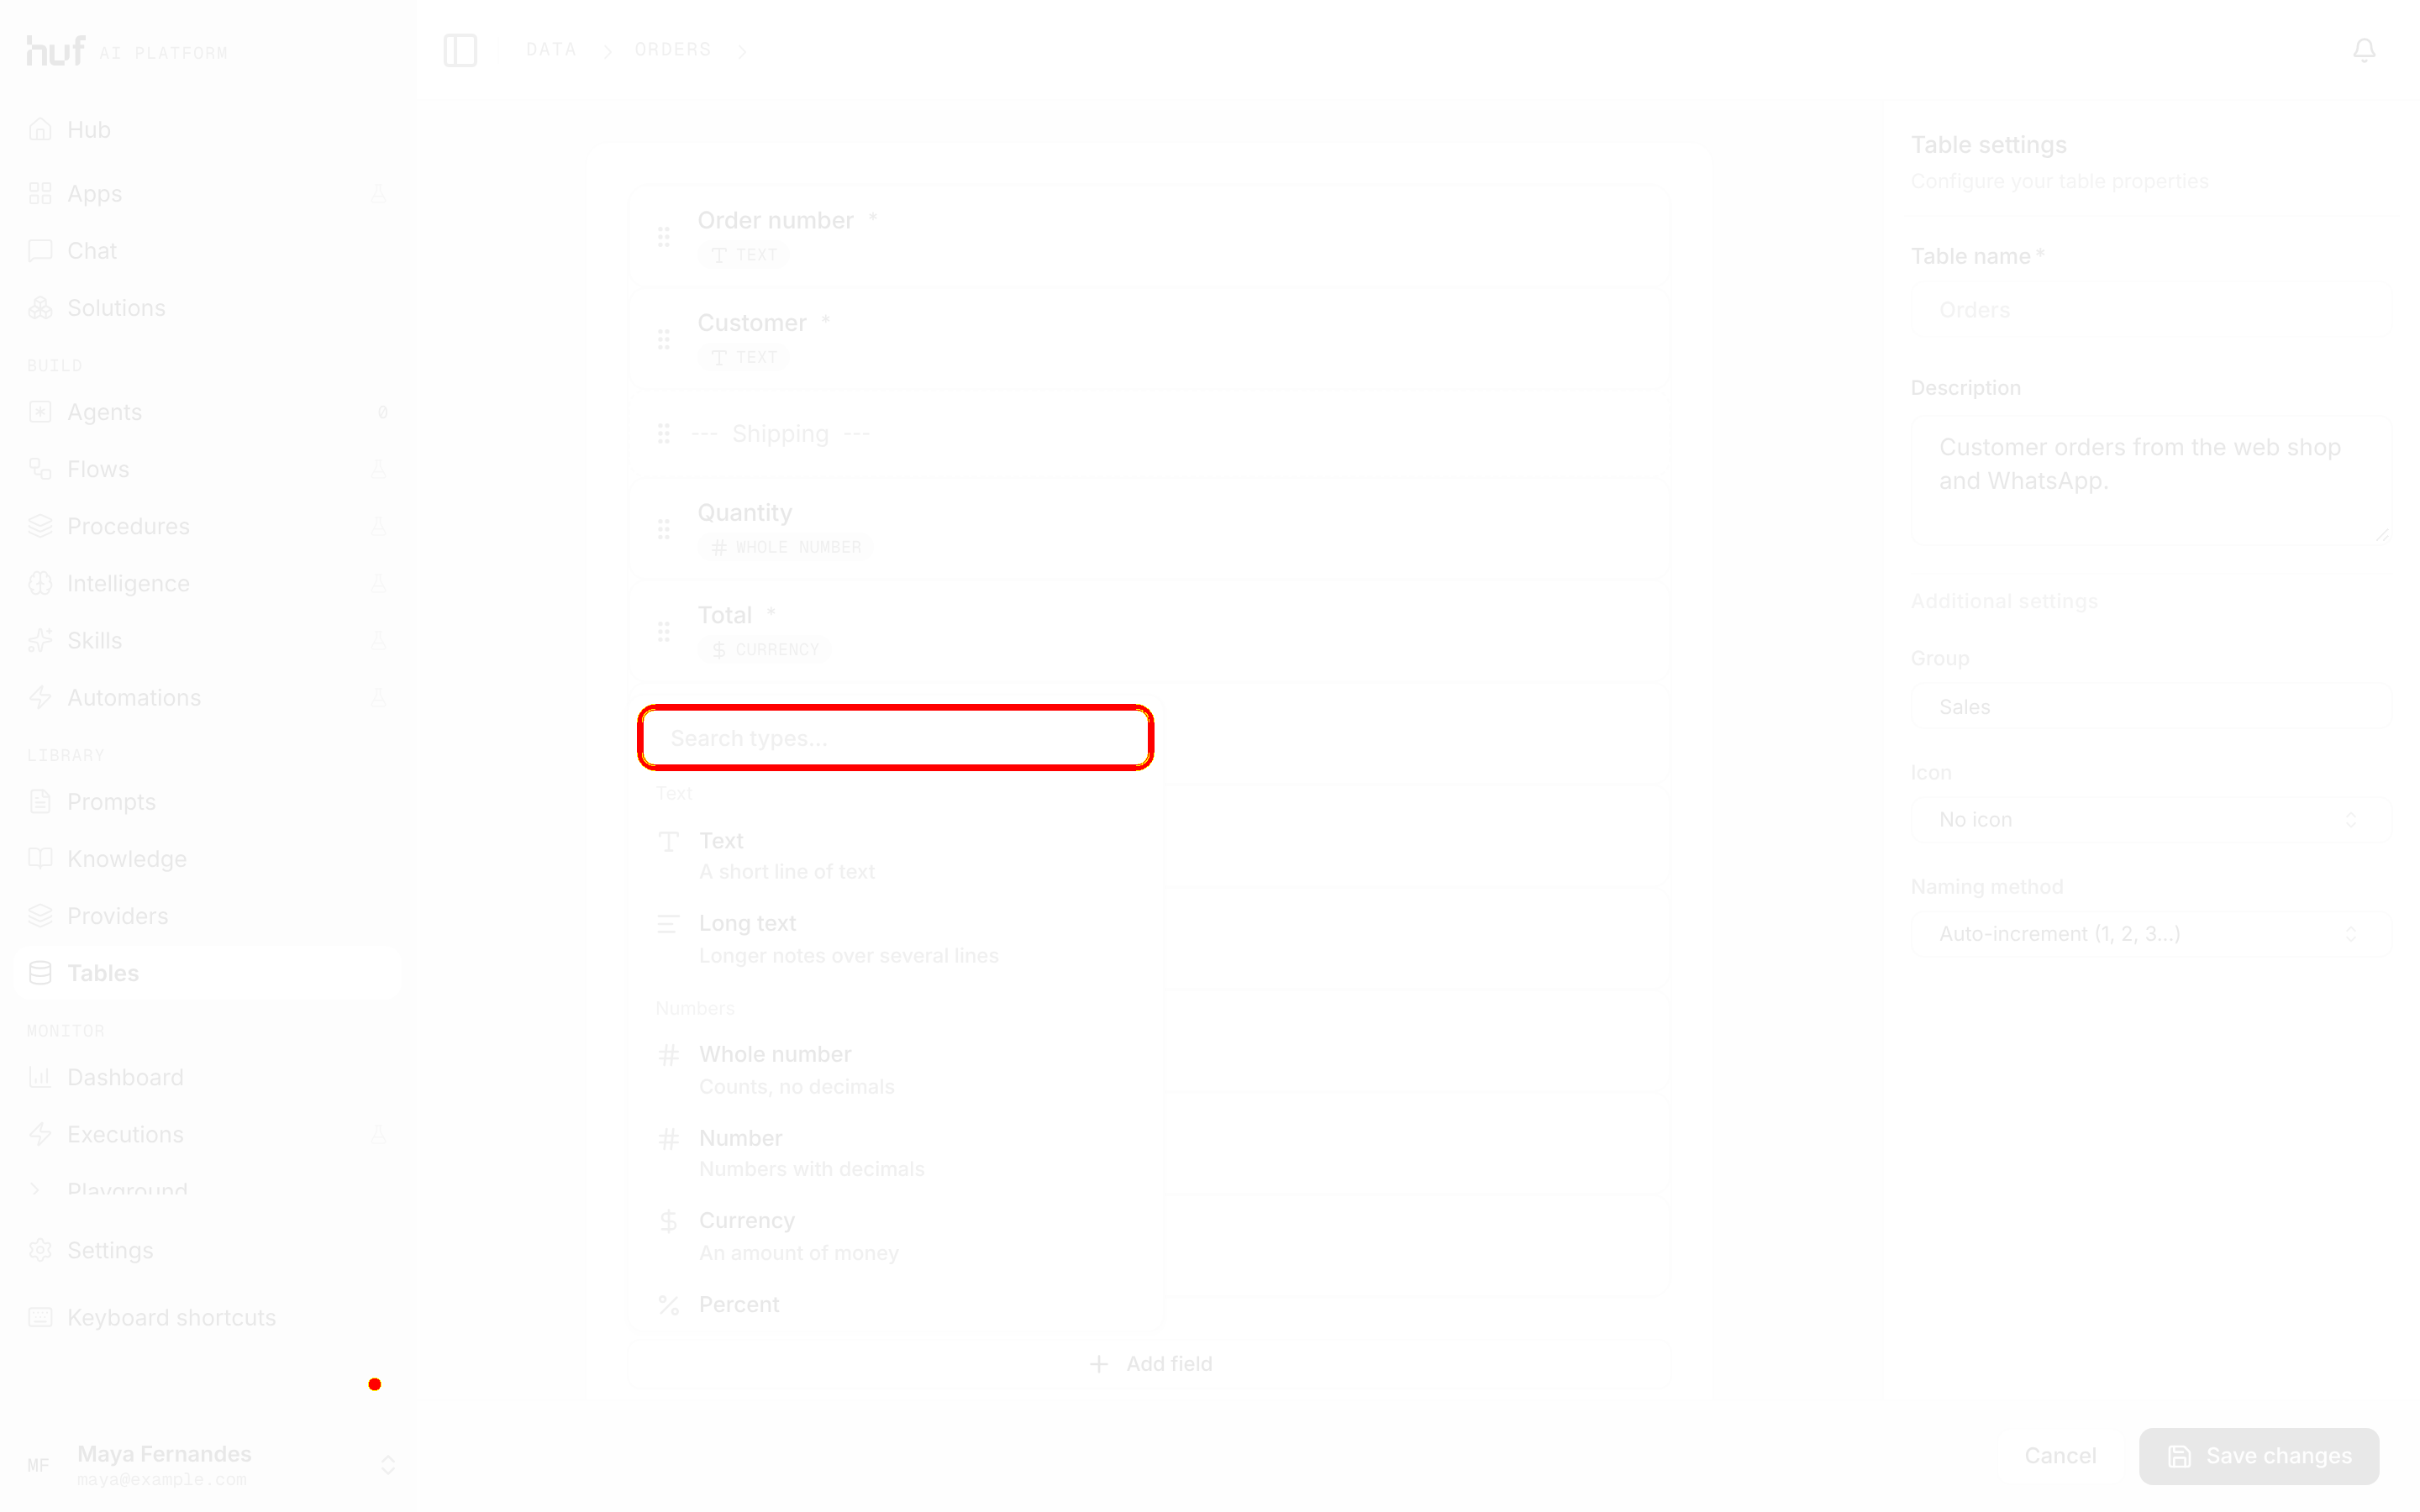 huf AI PLATFORM
Hub
Apps
Chat
Solutions
BUILD
Agents 0
Flows
Procedures
Intelligence
Skills
Automations
LIBRARY
Prompts
Knowledge
Providers
Tables
MONITOR
Dashboard
Executions
Playground
Settings
Keyboard shortcuts
MF
Maya Fernandes
maya@example.com
DATA > ORDERS >
Order number *
TEXT
Customer *
TEXT
--- Shipping ---
Quantity
WHOLE NUMBER
Total *
CURRENCY
Search types...
Text
Text
A short line of text
Long text
Longer notes over several lines
Numbers
Whole number
Counts, no decimals
Number
Numbers with decimals
Currency
An amount of money
Percent
Add field
Table settings
Configure your table properties
Table name *
Orders
Description
Customer orders from the web shop
and WhatsApp.
Additional settings
Group
Sales
Icon
No icon
Naming method
Auto-increment (1, 2, 3...)
Cancel
Save changes